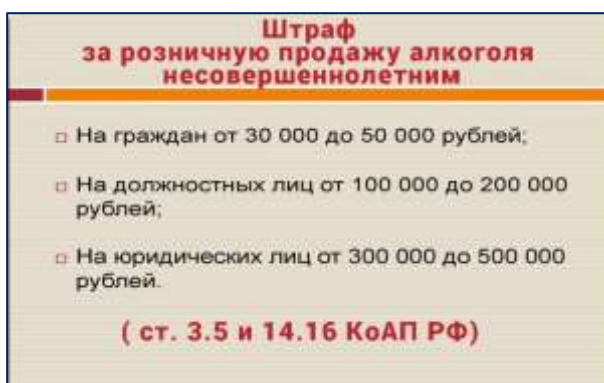 Штраф
за розничную продажу алкоголя
несовершеннолетним
На граждан от 30 000 до 50 000 рублей;
На должностных лиц от 100 000 до 200 000
рублей;
На юридических лиц от 300 000 до 500 000
рублей.
( ст. 3.5 и 14.16 КоАП РФ)